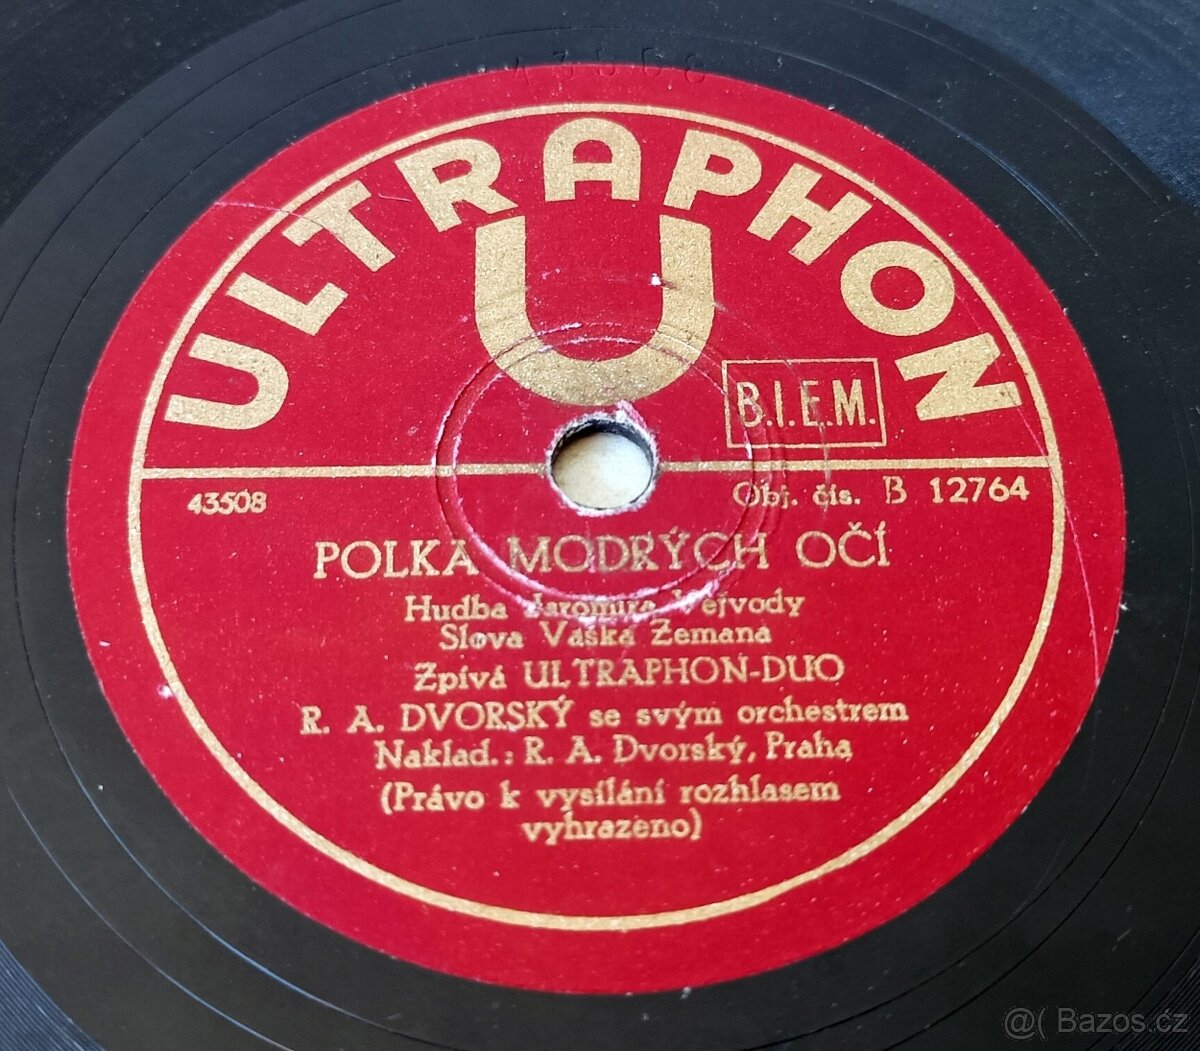 ULTRAPHON
U
B.I.E.M.
43508
Obj. čís. B 12764
POLKA MODRÝCH OČÍ
Hudba Jaromíra Vejvody
Slova Vaška Zemana
Zpívá ULTRAPHON-DUO
R. A. DVORSKÝ se svým orchestrem
Naklad.: R. A. Dvorský, Praha
(Právo k vysílání rozhlasem
vyhrazeno)
@( Bazos.cz